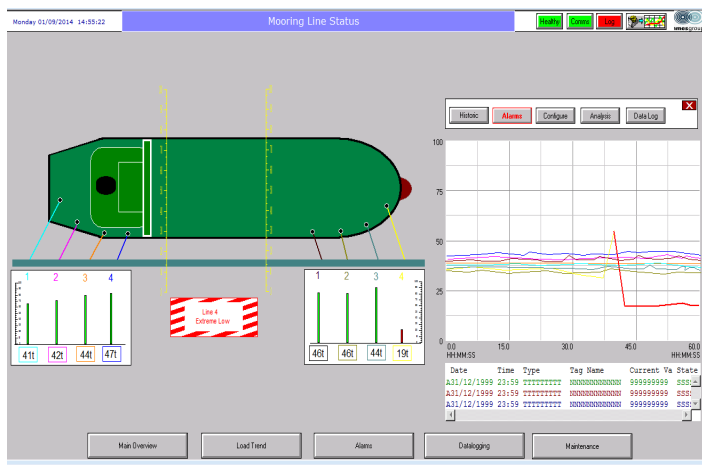 Monday 01/09/2014 14:55:22
Mooring Line Status
Healthy
Comms
Log
imesgroup
Historic
Alarms
Configure
Analysis
Data Log
X
100
75
50
25
0.0 15.0 30.0 45.0 60.0
HH:MM:SS HH:MM:SS
1 2 3 4
41t 42t 44t 47t
Line 4
Extreme Low
1 2 3 4
46t 46t 44t 19t
Date Time Type Tag Name Current Va State
A31/12/1999 23:59 TTTTTTTTT NNNNNNNNNNNN 999999999 SSS
A31/12/1999 23:59 TTTTTTTTT NNNNNNNNNNNN 999999999 SSS
A31/12/1999 23:59 TTTTTTTTT NNNNNNNNNNNN 999999999 SSS
Main Overview
Load Trend
Alarms
Datalogging
Maintenance